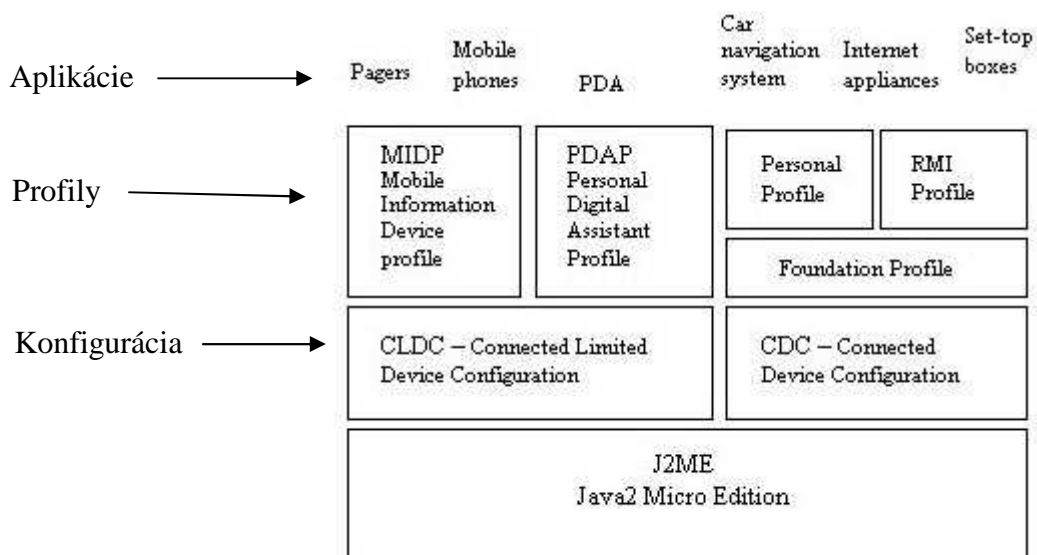 Aplikácie
Pagers
Mobile
phones
PDA
Car
navigation
system
Internet
appliances
Set-top
boxes
Profily
MIDP
Mobile
Information
Device
profile
PDAP
Personal
Digital
Assistant
Profile
Personal
Profile
RMI
Profile
Foundation Profile
Konfigurácia
CLDC – Connected Limited
Device Configuration
CDC – Connected
Device Configuration
J2ME
Java2 Micro Edition